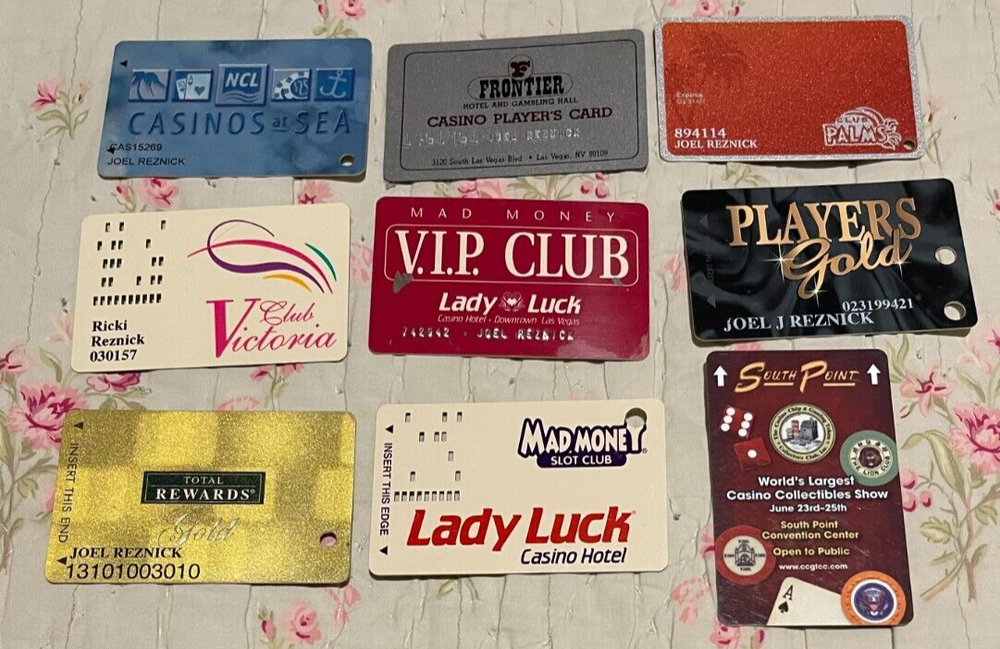 NCL
CASINOS at SEA
CAS15269
JOEL REZNICK
F
FRONTIER
HOTEL AND GAMBLING HALL
CASINO PLAYER'S CARD
JOEL REZNICK
3120 South Las Vegas Blvd • Las Vegas, NV 89109
Expires
894114
JOEL REZNICK
CLUB
PALMS
Ricki
Reznick
030157
Club
Victoria
MAD MONEY
V.I.P. CLUB
Lady Luck
Casino Hotel • Downtown Las Vegas
742942 - JOEL REZNICK
PLAYERS
Gold
023199421
JOEL J REZNICK
INSERT THIS END
TOTAL
REWARDS®
Gold
JOEL REZNICK
13101003010
INSERT THIS EDGE
MAD MONEY
SLOT CLUB
Lady Luck
Casino Hotel
SOUTH POINT
World's Largest
Casino Collectibles Show
June 23rd-25th
South Point
Convention Center
Open to Public
www.ccgtcc.com
A